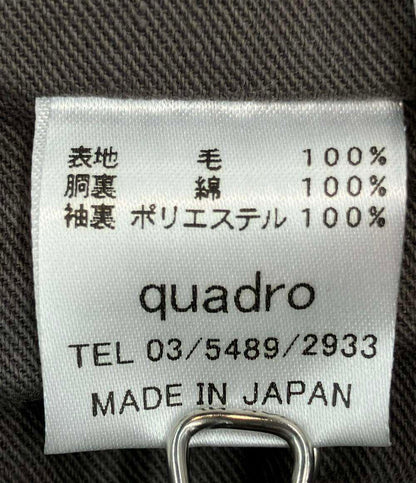 表地 毛 100%
胴裏 綿 100%
袖裏 ポリエステル 100%
quadro
TEL 03/5489/2933
MADE IN JAPAN